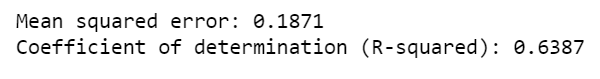 Mean squared error: 0.1871
Coefficient of determination (R-squared): 0.6387